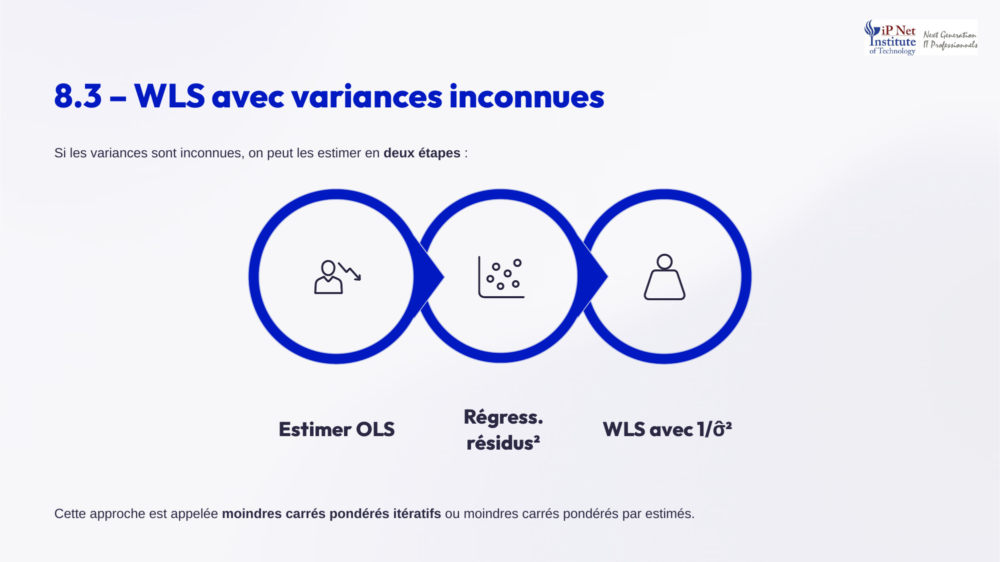 iP Net
Institute
of Technology
Next Generation
IT Professionnels
8.3 – WLS avec variances inconnues
Si les variances sont inconnues, on peut les estimer en deux étapes :
Estimer OLS
Régress.
résidus²
WLS avec 1/σ̂²
Cette approche est appelée moindres carrés pondérés itératifs ou moindres carrés pondérés par estimés.